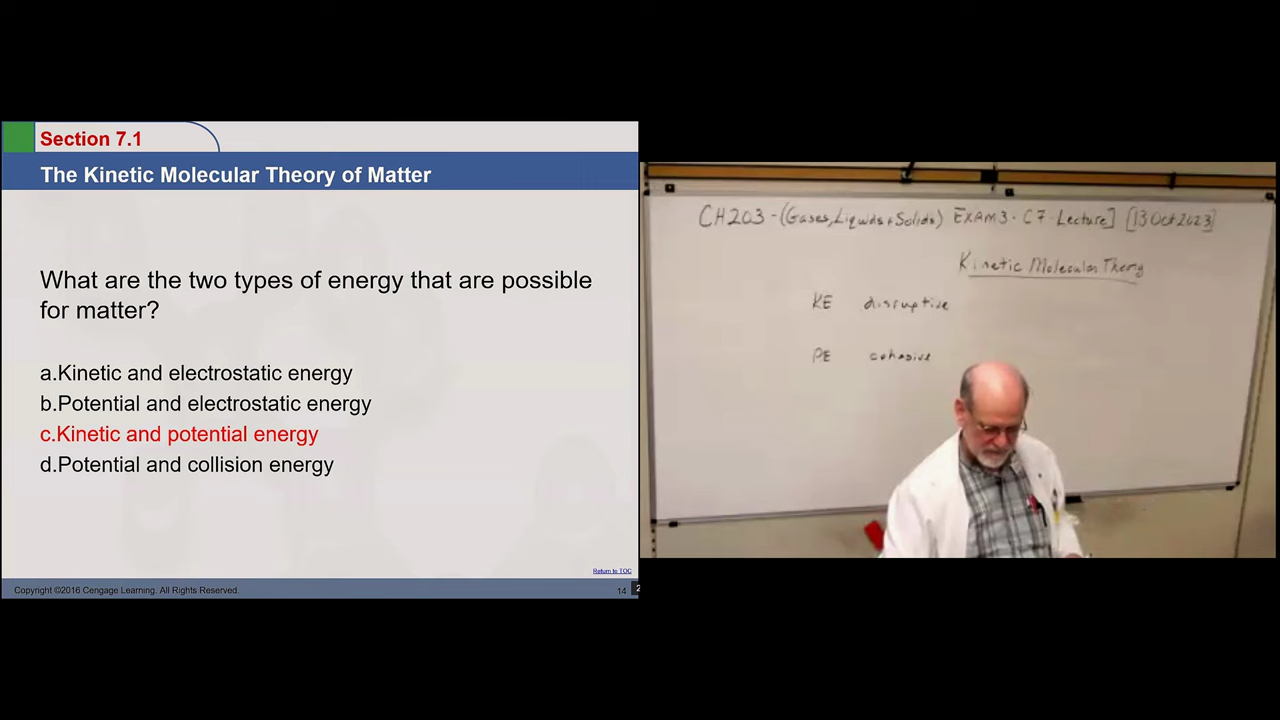 Section 7.1
The Kinetic Molecular Theory of Matter
What are the two types of energy that are possible
for matter?
a.Kinetic and electrostatic energy
b.Potential and electrostatic energy
c.Kinetic and potential energy
d.Potential and collision energy
Return to TOC
Copyright ©2016 Cengage Learning. All Rights Reserved.
14
2
CH203 - (Gases, Liquids + Solids) EXAM 3 - C7 - Lecture] [13 Oct 2023]
Kinetic Molecular Theory
KE disruptive
PE cohesive